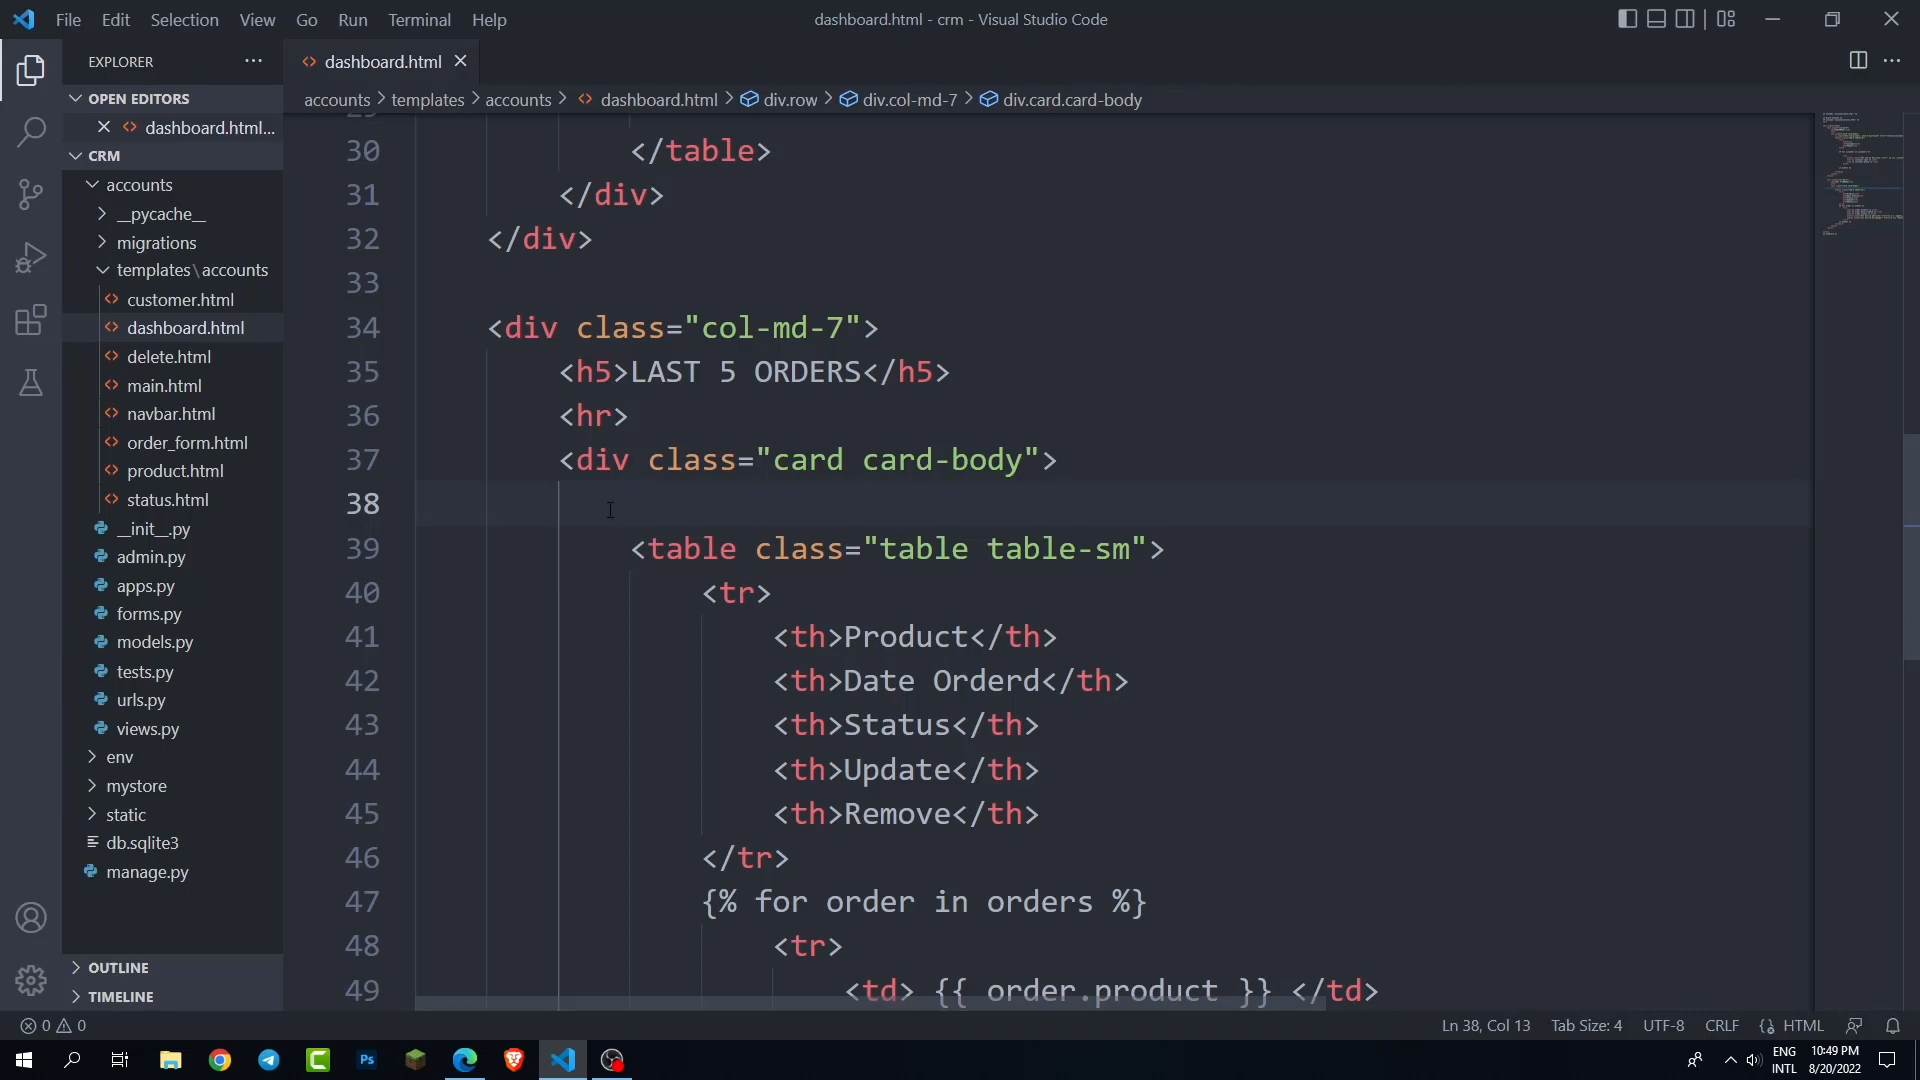 File Edit Selection View Go Run Terminal Help
dashboard.html - crm - Visual Studio Code
EXPLORER
OPEN EDITORS
dashboard.html...
CRM
accounts
__pycache__
migrations
templates\accounts
customer.html
dashboard.html
delete.html
main.html
navbar.html
order_form.html
product.html
status.html
__init__.py
admin.py
apps.py
forms.py
models.py
tests.py
urls.py
views.py
env
mystore
static
db.sqlite3
manage.py
OUTLINE
TIMELINE
dashboard.html
accounts > templates > accounts > dashboard.html > div.row > div.col-md-7 > div.card.card-body
30 </table>
31 </div>
32 </div>
33
34 <div class="col-md-7">
35 <h5>LAST 5 ORDERS</h5>
36 <hr>
37 <div class="card card-body">
38
39 <table class="table table-sm">
40 <tr>
41 <th>Product</th>
42 <th>Date Orderd</th>
43 <th>Status</th>
44 <th>Update</th>
45 <th>Remove</th>
46 </tr>
47 {% for order in orders %}
48 <tr>
49 <td> {{ order.product }} </td>
0 0
Ln 38, Col 13 Tab Size: 4 UTF-8 CRLF HTML
Ps
ENG
INTL
10:49 PM
8/20/2022